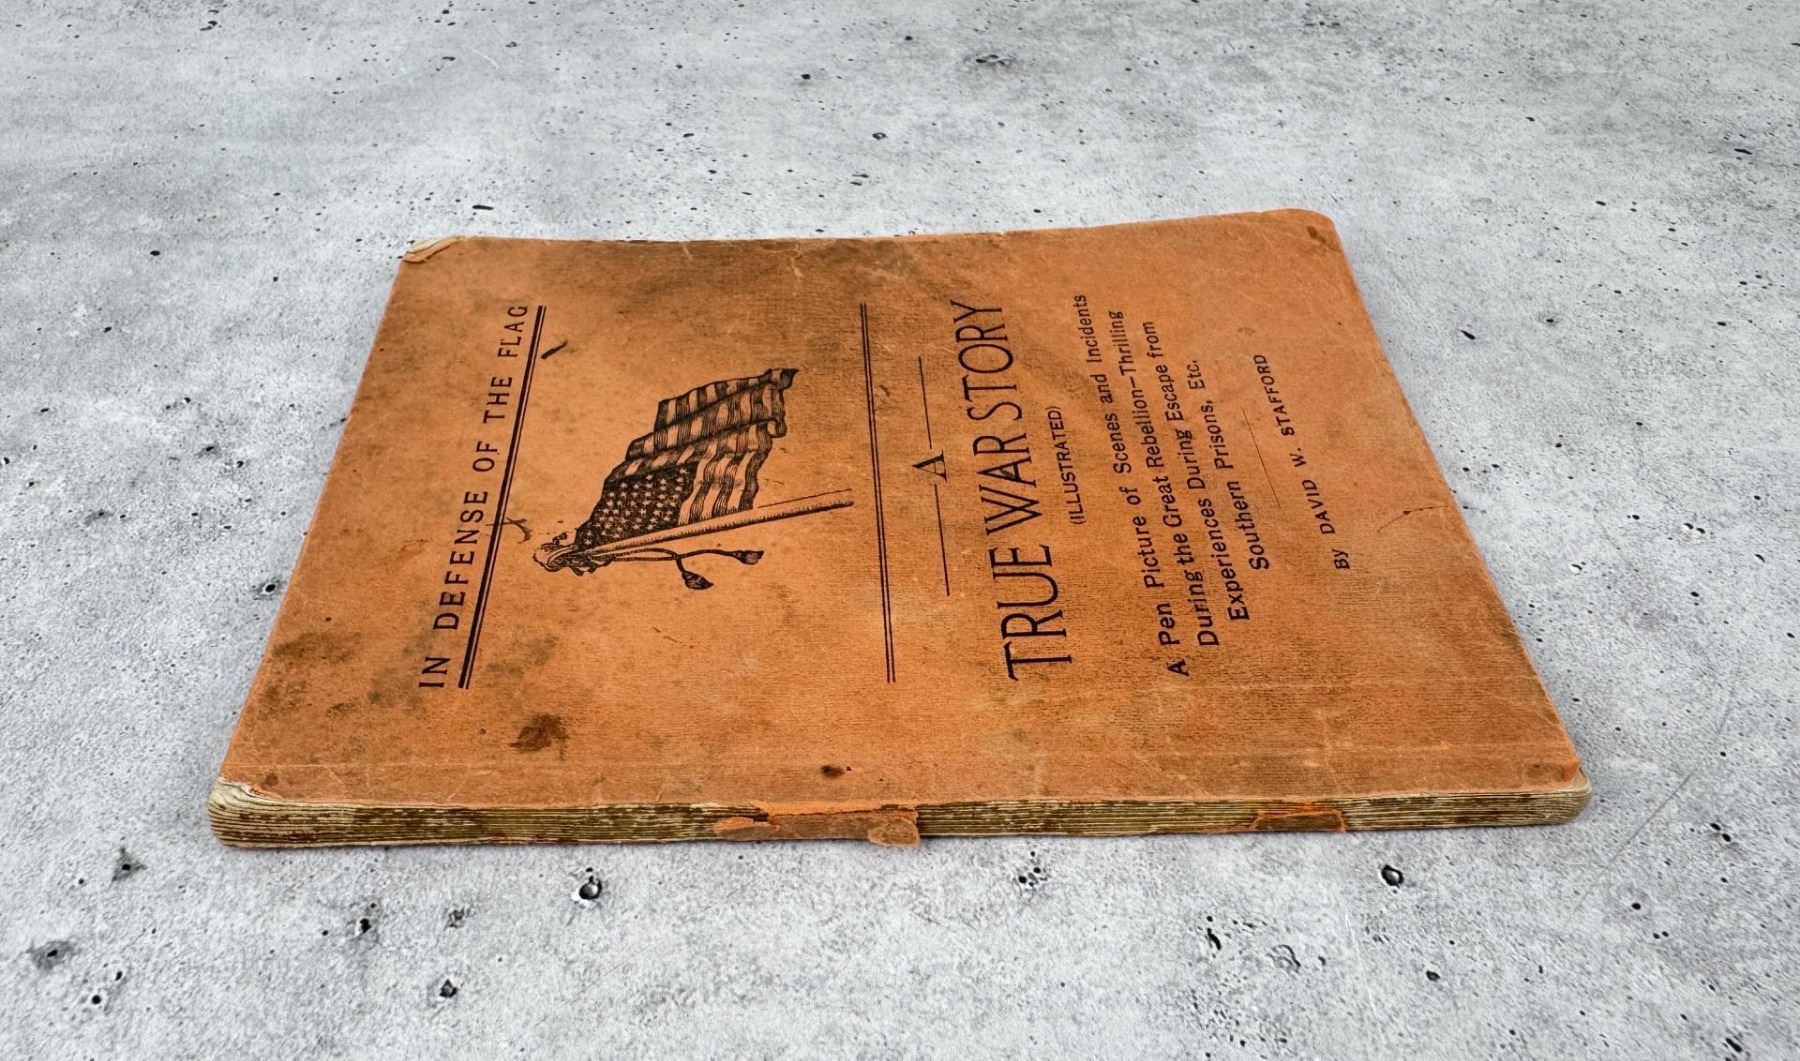 IN DEFENSE OF THE FLAG
A
TRUE WAR STORY
(ILLUSTRATED)
A Pen Picture of Scenes and Incidents
During the Great Rebellion—Thrilling
Experiences During Escape from
Southern Prisons, Etc.
By DAVID W. STAFFORD